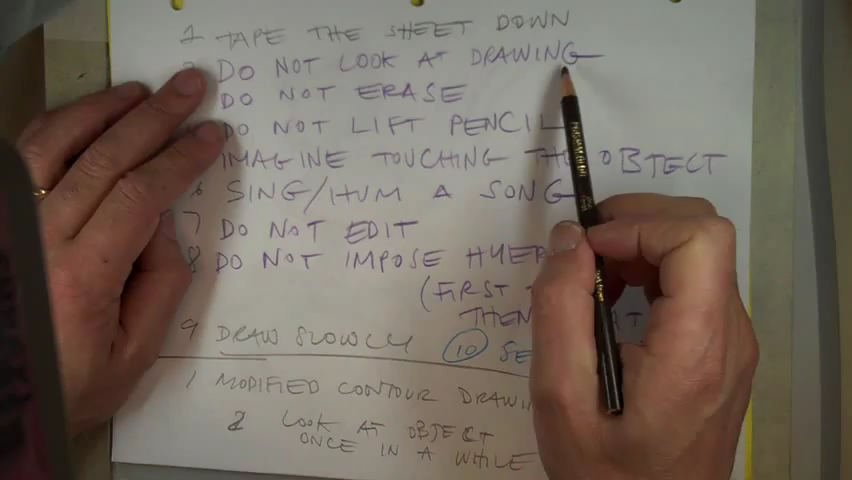 1 TAPE THE SHEET DOWN
2 DO NOT LOOK AT DRAWING
DO NOT ERASE
DO NOT LIFT PENCIL
IMAGINE TOUCHING THE OBJECT
6 SING/HUM A SONG
7 DO NOT EDIT
8 DO NOT IMPOSE
(FIRST
THEN
9 DRAW SLOWLY
10
1 MODIFIED CONTOUR
2 LOOK AT OBJECT
ONCE IN A WHILE